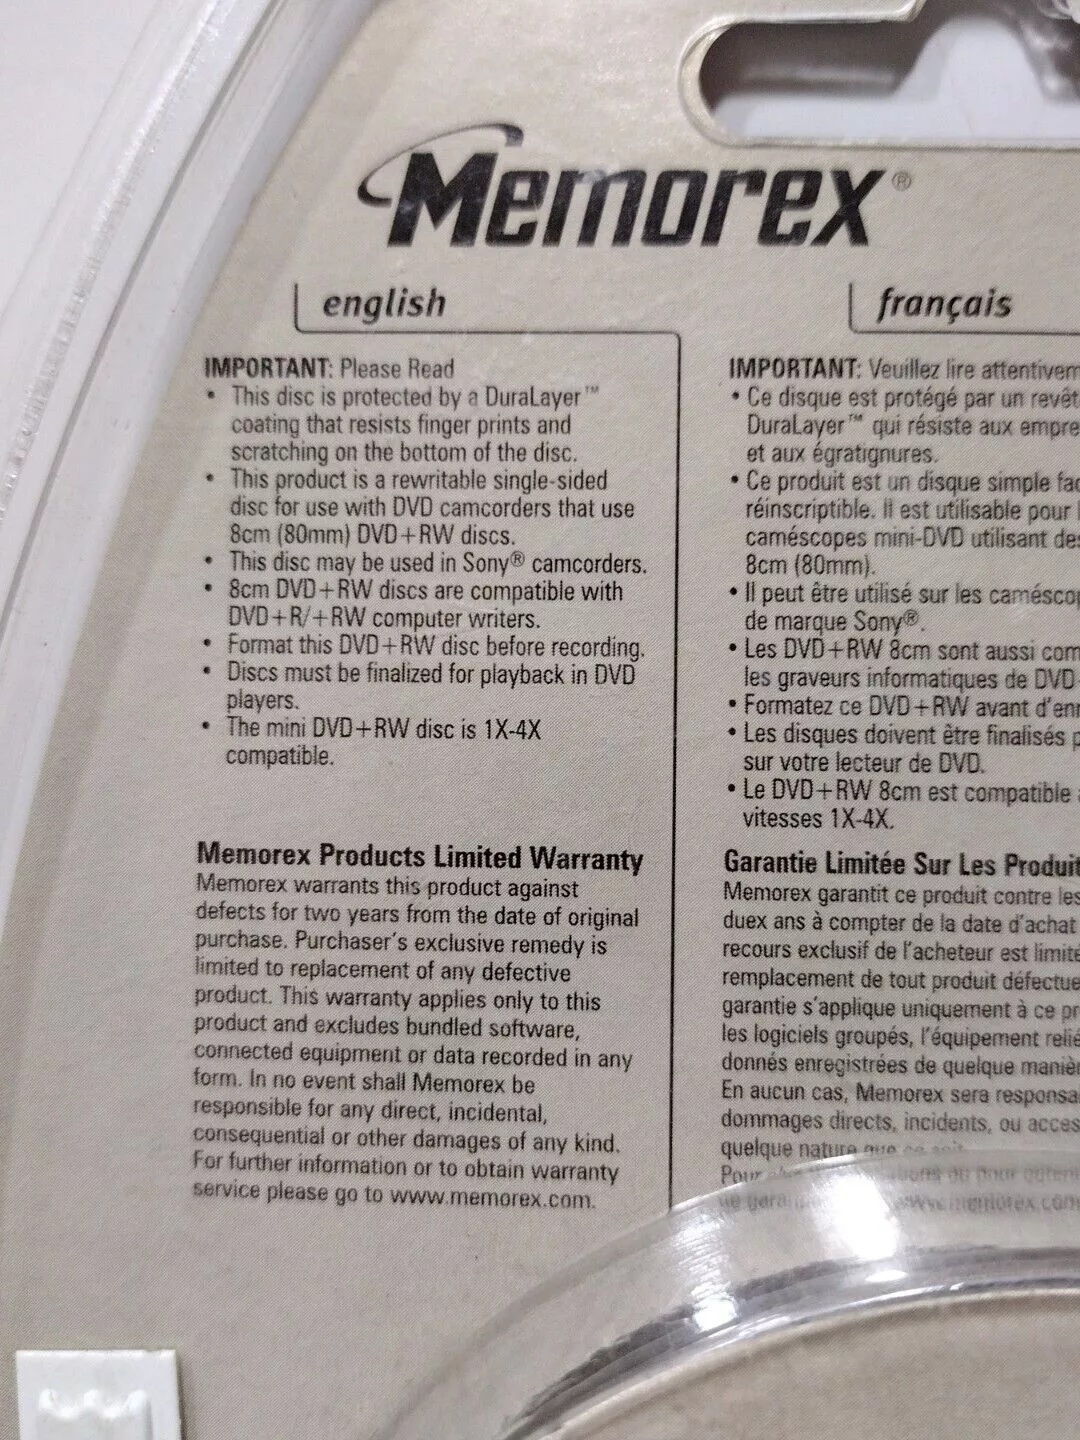 Memorex®
english
IMPORTANT: Please Read
• This disc is protected by a DuraLayer™
coating that resists finger prints and
scratching on the bottom of the disc.
• This product is a rewritable single-sided
disc for use with DVD camcorders that use
8cm (80mm) DVD+RW discs.
• This disc may be used in Sony® camcorders.
• 8cm DVD+RW discs are compatible with
DVD+R/+RW computer writers.
• Format this DVD+RW disc before recording.
• Discs must be finalized for playback in DVD
players.
• The mini DVD+RW disc is 1X-4X
compatible.
Memorex Products Limited Warranty
Memorex warrants this product against
defects for two years from the date of original
purchase. Purchaser's exclusive remedy is
limited to replacement of any defective
product. This warranty applies only to this
product and excludes bundled software,
connected equipment or data recorded in any
form. In no event shall Memorex be
responsible for any direct, incidental,
consequential or other damages of any kind.
For further information or to obtain warranty
service please go to www.memorex.com.
français
IMPORTANT: Veuillez lire attentivem
• Ce disque est protégé par un revêt
DuraLayer™ qui résiste aux empre
et aux égratignures.
• Ce produit est un disque simple fac
réinscriptible. Il est utilisable pour l
caméscopes mini-DVD utilisant des
8cm (80mm).
• Il peut être utilisé sur les caméscop
de marque Sony®.
• Les DVD+RW 8cm sont aussi com
les graveurs informatiques de DVD
• Formatez ce DVD+RW avant d'enr
• Les disques doivent être finalisés p
sur votre lecteur de DVD.
• Le DVD+RW 8cm est compatible
vitesses 1X-4X.
Garantie Limitée Sur Les Produit
Memorex garantit ce produit contre les
duex ans à compter de la date d'achat
recours exclusif de l'acheteur est limité
remplacement de tout produit défectue
garantie s'applique uniquement à ce pr
les logiciels groupés, l'équipement relié
donnés enregistrées de quelque maniè
En aucun cas, Memorex sera responsa
dommages directs, incidents, ou acces
quelque nature que ce soit.
Pour ou pour
www.memorex.com